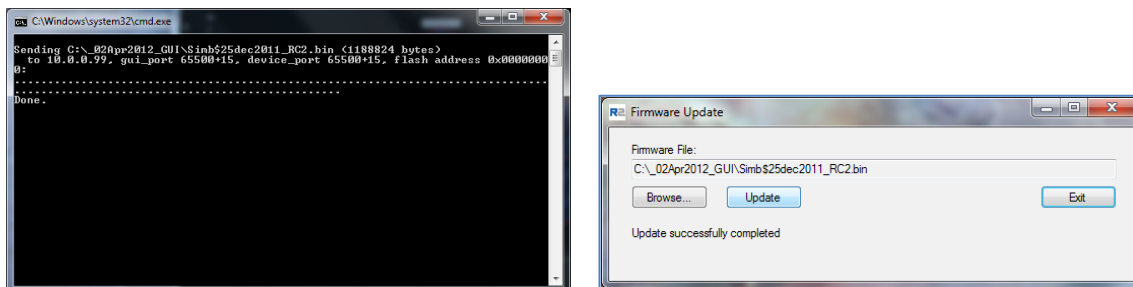 C:\Windows\system32\cmd.exe
Sending C:\_02Apr2012_GUI\Simb$25dec2011_RC2.bin (1188824 bytes)
to 10.0.0.99, gui_port 65500+15, device_port 65500+15, flash address 0x0000000
0:
................................................................................
.................................................
Done.
R2 Firmware Update
Firmware File:
C:\_02Apr2012_GUI\Simb$25dec2011_RC2.bin
Browse... Update Exit
Update successfully completed